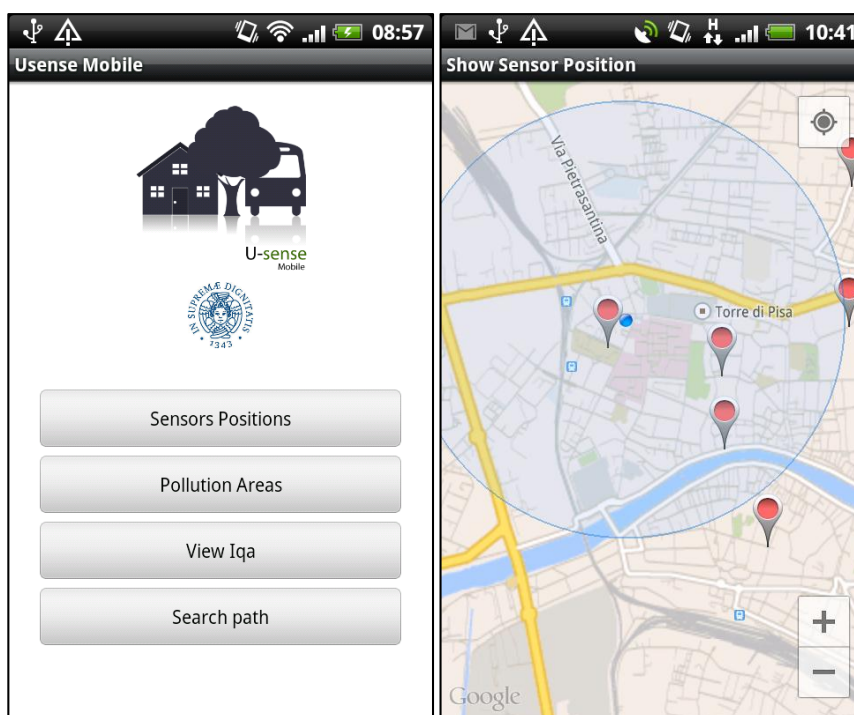 08:57
Usense Mobile
U-sense
Mobile
IN SUPREMÆ DIGNITATIS
1343
Sensors Positions
Pollution Areas
View Iqa
Search path
H
10:41
Show Sensor Position
Via Pietrasantina
Torre di Pisa
+
−
Google